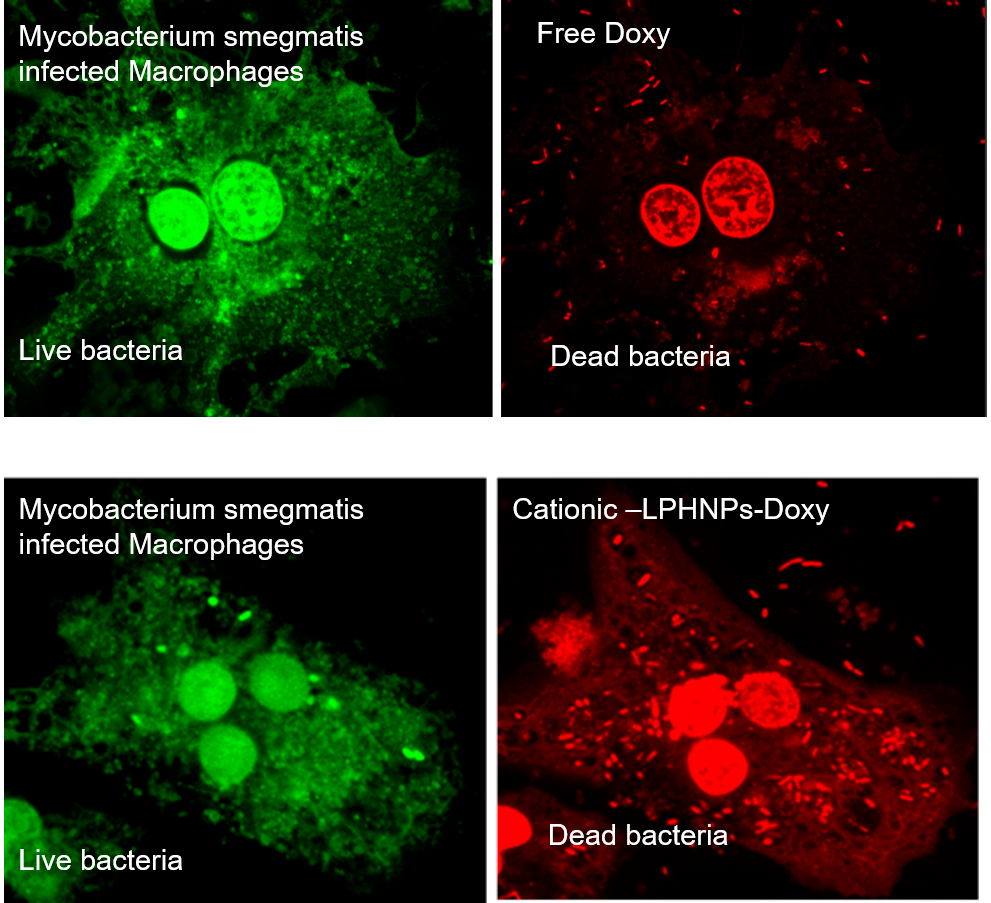 Mycobacterium smegmatis
infected Macrophages
Free Doxy
Live bacteria
Dead bacteria
Mycobacterium smegmatis
infected Macrophages
Cationic –LPHNPs-Doxy
Dead bacteria
Live bacteria